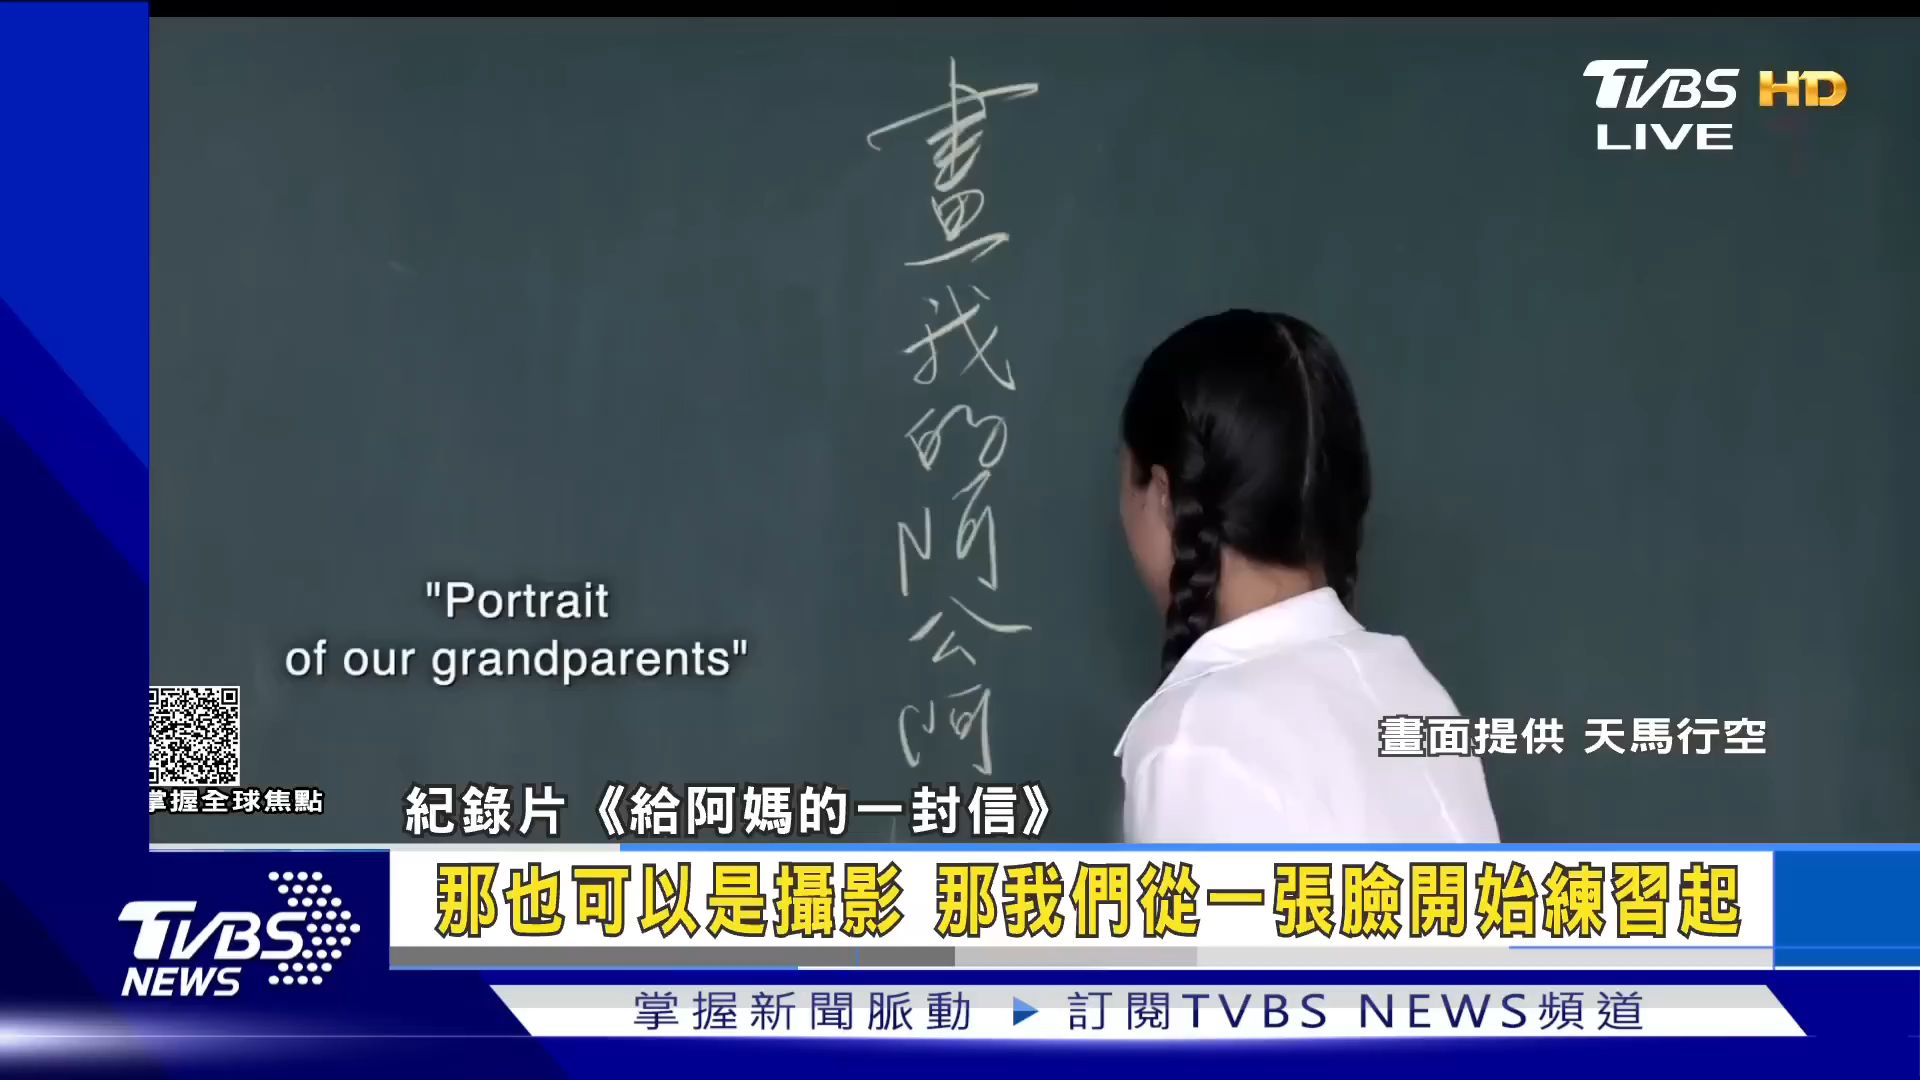 TVBS HD
LIVE
畫我的阿公阿
"Portrait
of our grandparents"
畫面提供 天馬行空
掌握全球焦點
紀錄片《給阿媽的一封信》
那也可以是攝影 那我們從一張臉開始練習起
TVBS
NEWS
掌握新聞脈動 ▶ 訂閱TVBS NEWS頻道